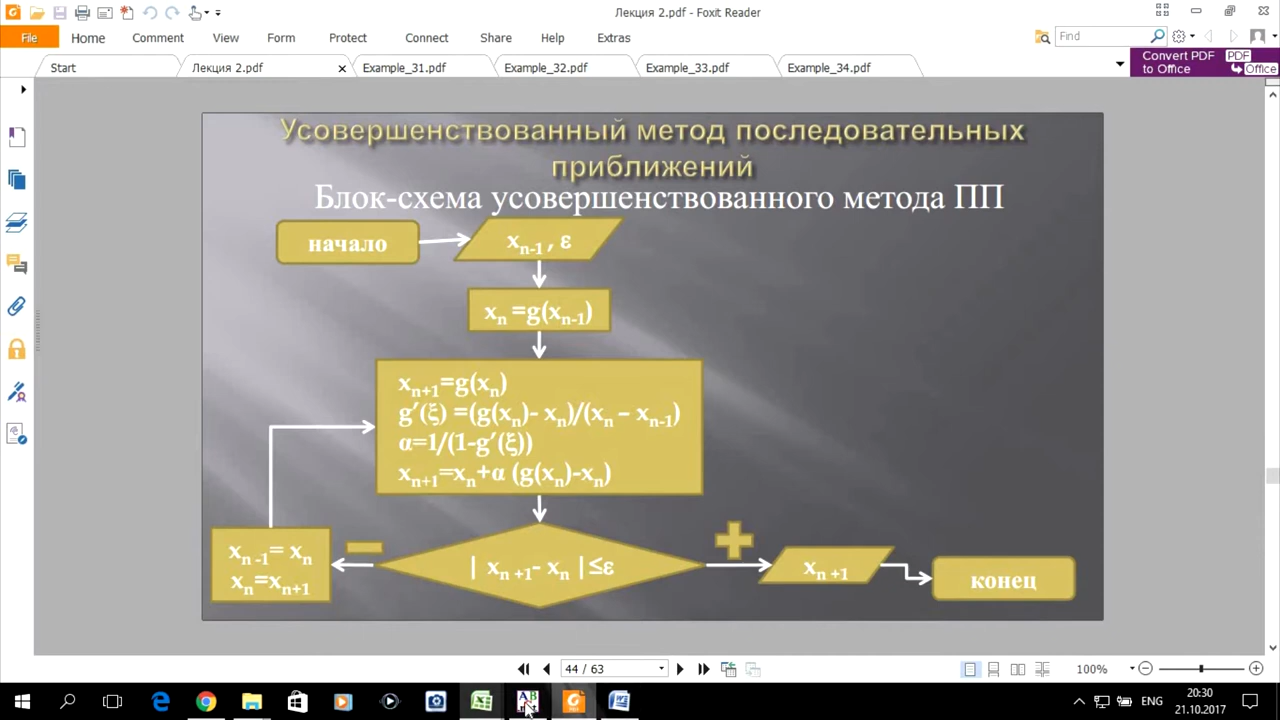 Лекция 2.pdf - Foxit Reader
File Home Comment View Form Protect Connect Share Help Extras
Find
Start Лекция 2.pdf Example_31.pdf Example_32.pdf Example_33.pdf Example_34.pdf
Convert PDF to Office
PDF
Office
Усовершенствованный метод последовательных
приближений
Блок-схема усовершенствованного метода ПП
начало
xn-1 , ε
xn =g(xn-1)
xn+1=g(xn)
g′(ξ) =(g(xn)- xn)/(xn – xn-1)
α=1/(1-g′(ξ))
xn+1=xn+α (g(xn)-xn)
xn -1= xn
xn=xn+1
| xn +1- xn |≤ε
xn +1
конец
44 / 63
100%
ENG
20:30
21.10.2017